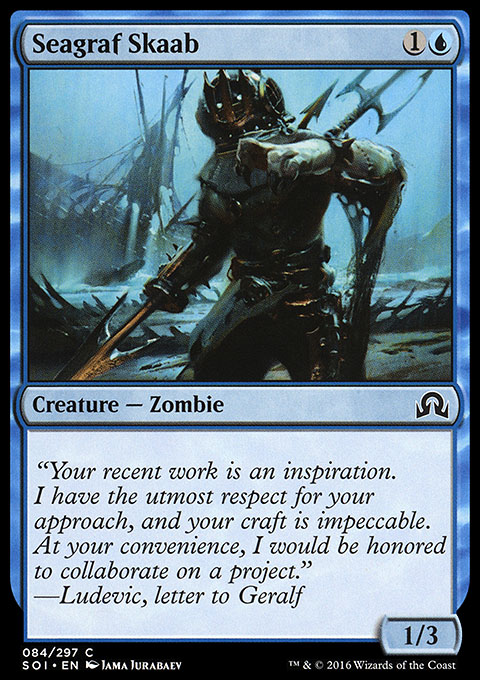 Seagraf Skaab 1
Creature — Zombie
“Your recent work is an inspiration.
I have the utmost respect for your
approach, and your craft is impeccable.
At your convenience, I would be honored
to collaborate on a project.”
—Ludevic, letter to Geralf
1/3
084/297 C
SOI • EN Jama Jurabaev
™ & © 2016 Wizards of the Coast